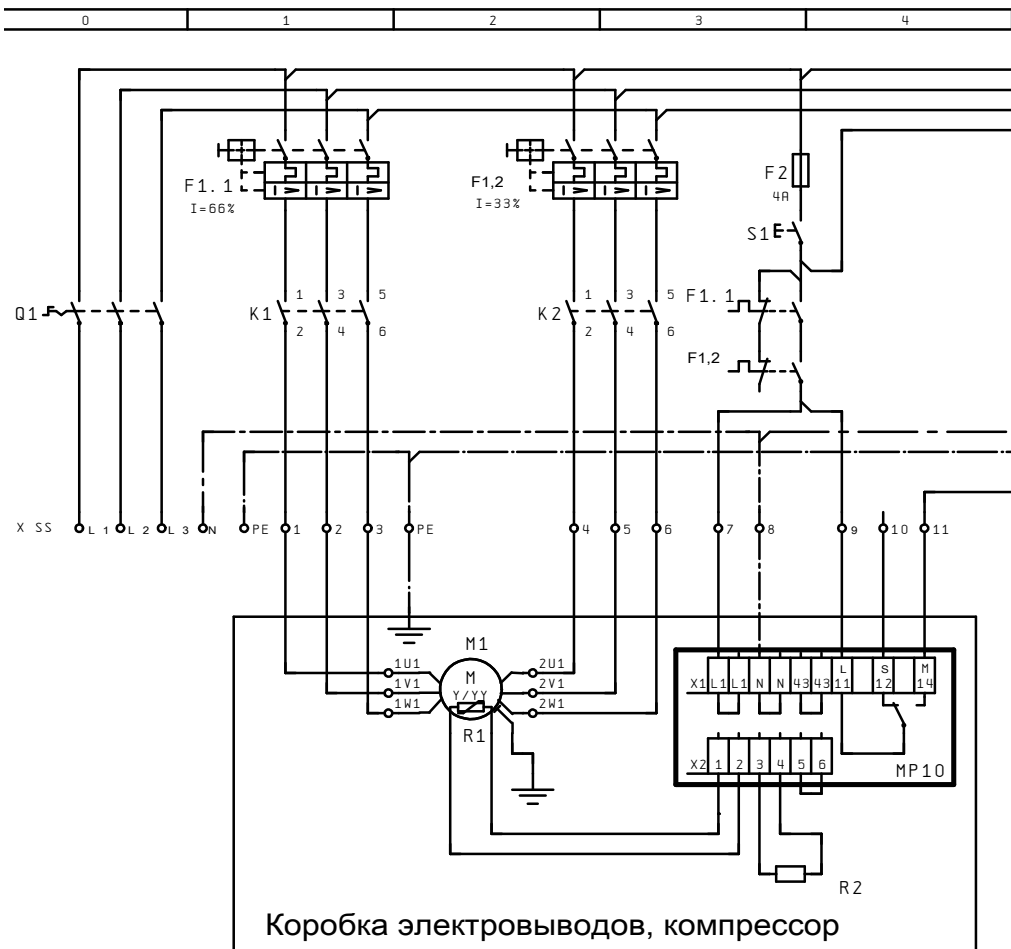 0 1 2 3 4
F1.1
I=66%
F1,2
I=33%
F2
4A
S1
Q1
K1
1 3 5
2 4 6
K2
1 3 5
2 4 6
F1.1
F1,2
X SS L1 L2 L3 N PE 1 2 3 PE 4 5 6 7 8 9 10 11
M1
1U1
1V1
1W1
M
Y/YY
2U1
2V1
2W1
R1
X1 L1 L1 N N 43 43 L 11 S 12 M 14
X2 1 2 3 4 5 6
MP10
R2
Коробка электровыводов, компрессор